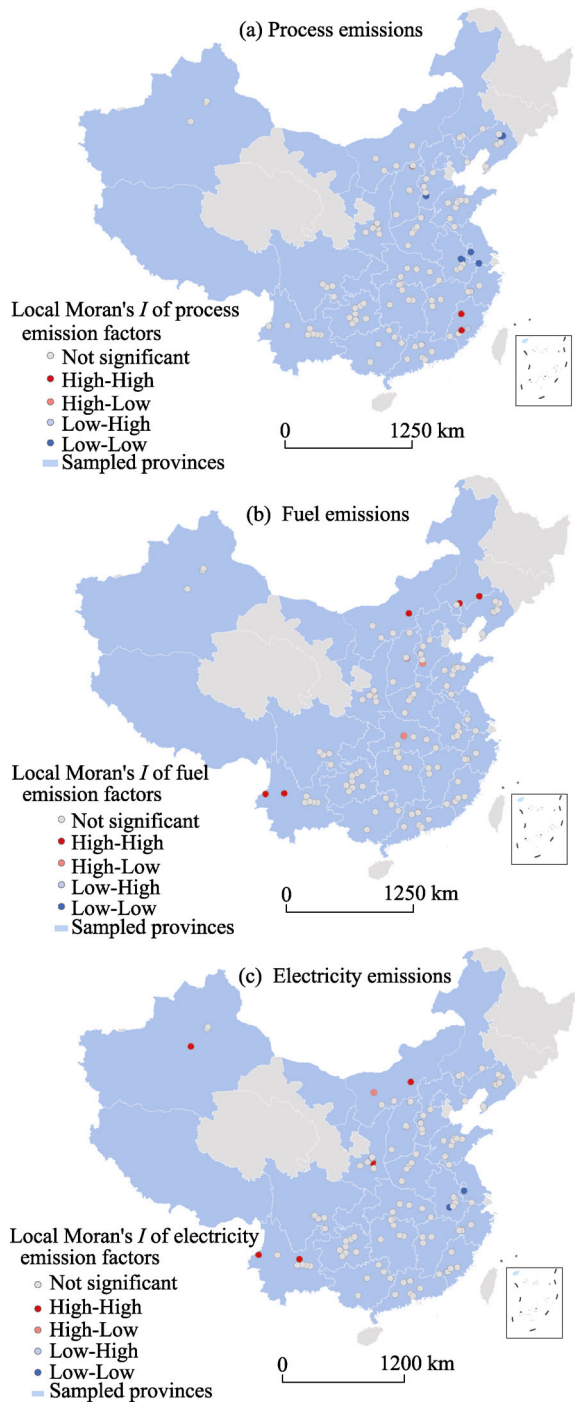 (a) Process emissions
Local Moran's I of process
emission factors
Not significant
High-High
High-Low
Low-High
Low-Low
Sampled provinces
0 1250 km
(b) Fuel emissions
Local Moran's I of fuel
emission factors
Not significant
High-High
High-Low
Low-High
Low-Low
Sampled provinces
0 1250 km
(c) Electricity emissions
Local Moran's I of electricity
emission factors
Not significant
High-High
High-Low
Low-High
Low-Low
Sampled provinces
0 1200 km